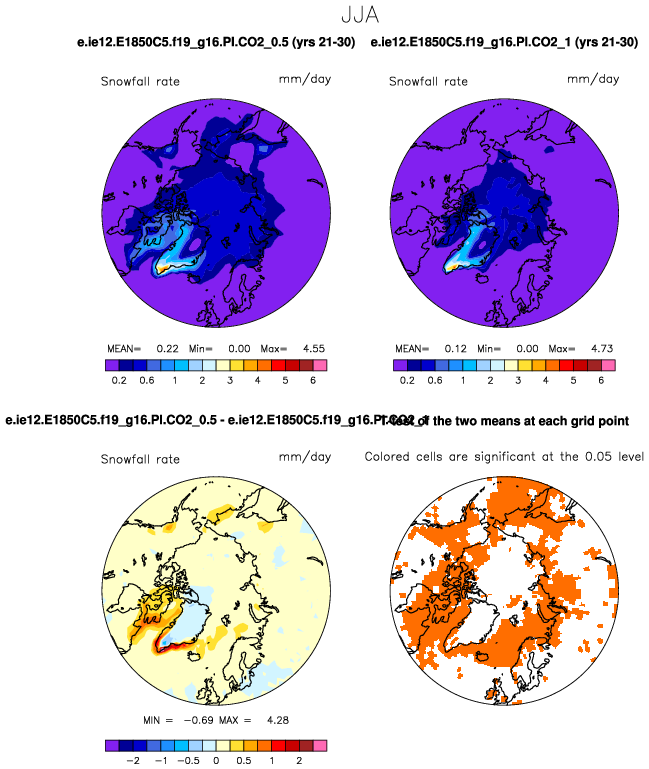 JJA
e.ie12.E1850C5.f19_g16.PI.CO2_0.5 (yrs 21-30)
e.ie12.E1850C5.f19_g16.PI.CO2_1 (yrs 21-30)
Snowfall rate mm/day
Snowfall rate mm/day
MEAN= 0.22 Min= 0.00 Max= 4.55
MEAN= 0.12 Min= 0.00 Max= 4.73
0.2 0.6 1 2 3 4 5 6
0.2 0.6 1 2 3 4 5 6
e.ie12.E1850C5.f19_g16.PI.CO2_0.5 - e.ie12.E1850C5.f19_g16.PI.CO2_1
T-Test of the two means at each grid point
Snowfall rate mm/day
Colored cells are significant at the 0.05 level
MIN = -0.69 MAX = 4.28
-2 -1 -0.5 0 0.5 1 2